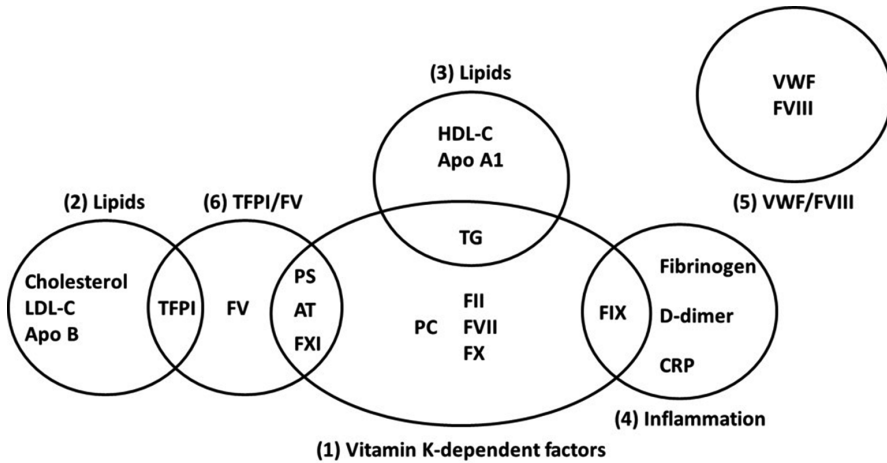 (3) Lipids
HDL-C
Apo A1
TG
VWF
FVIII
(5) VWF/FVIII
(2) Lipids
Cholesterol
LDL-C
Apo B
TFPI
(6) TFPI/FV
FV
PS
AT
FXI
PC
FII
FVII
FX
FIX
Fibrinogen
D-dimer
CRP
(4) Inflammation
(1) Vitamin K-dependent factors